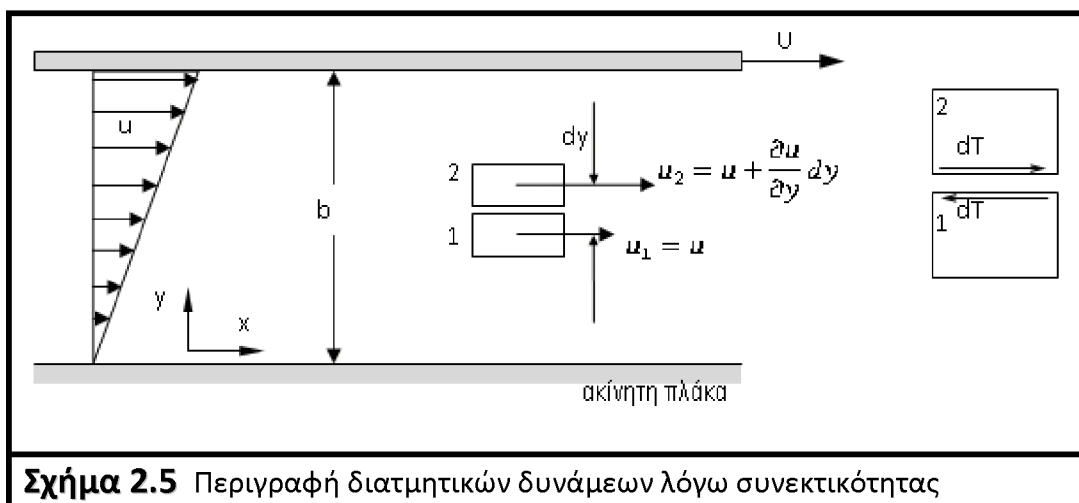 U
u
dy
2
u₂ = u + ∂u/∂y dy
b
1
u₁ = u
y
x
2
dT
1
dT
ακίνητη πλάκα
Σχήμα 2.5 Περιγραφή διατμητικών δυνάμεων λόγω συνεκτικότητας